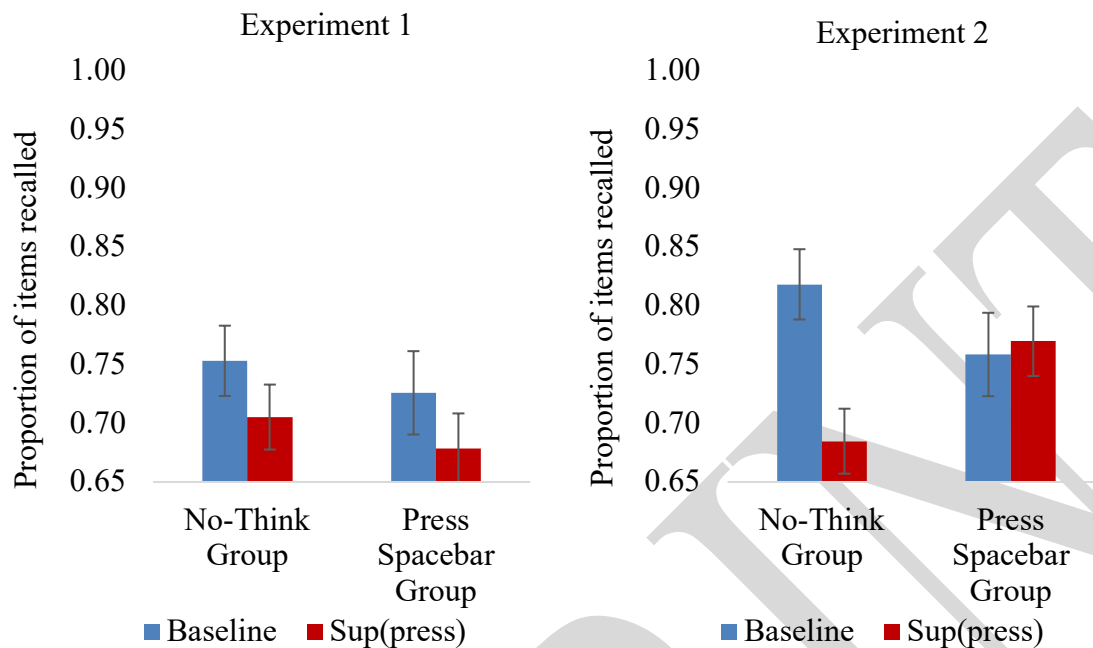 Experiment 1
Proportion of items recalled
1.00
0.95
0.90
0.85
0.80
0.75
0.70
0.65
No-Think
Group
Press
Spacebar
Group
Baseline Sup(press)
Experiment 2
Proportion of items recalled
1.00
0.95
0.90
0.85
0.80
0.75
0.70
0.65
No-Think
Group
Press
Spacebar
Group
Baseline Sup(press)